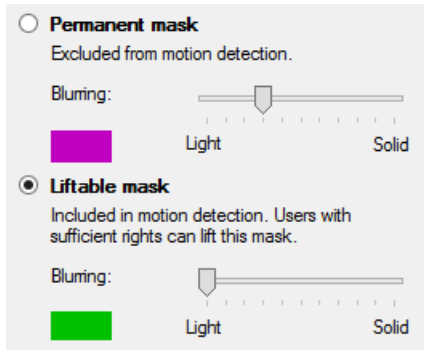 Permanent mask
Excluded from motion detection.
Blurring:
Light Solid
Liftable mask
Included in motion detection. Users with
sufficient rights can lift this mask.
Blurring:
Light Solid